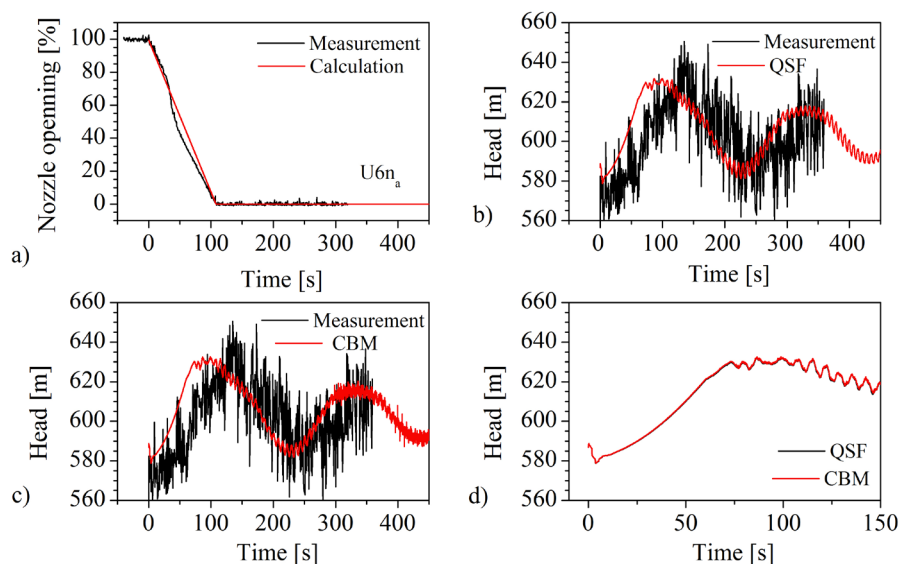 100
80
60
40
20
0
Nozzle openning [%]
Measurement
Calculation
U6nₐ
0 100 200 300 400
Time [s]
a)
660
640
620
600
580
560
Head [m]
Measurement
QSF
0 100 200 300 400
Time [s]
b)
660
640
620
600
580
560
Head [m]
Measurement
CBM
0 100 200 300 400
Time [s]
c)
660
640
620
600
580
560
Head [m]
QSF
CBM
0 50 100 150
Time [s]
d)